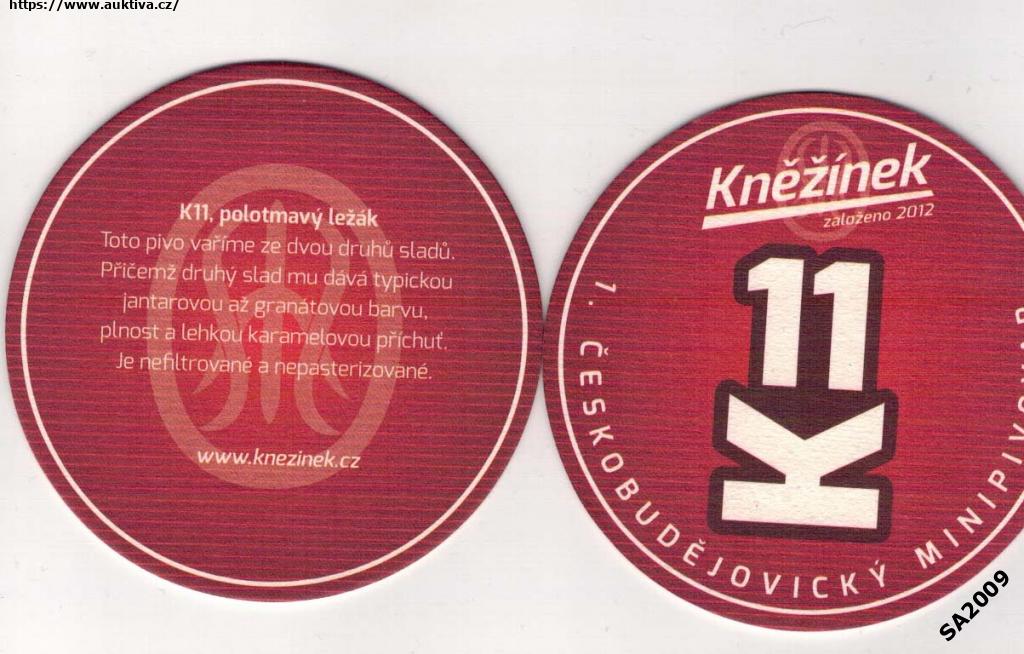 https://www.auktiva.cz/
K11, polotmavý ležák
Toto pivo vaříme ze dvou druhů sladů.
Přičemž druhý slad mu dává typickou
jantarovou až granátovou barvu,
plnost a lehkou karamelovou příchuť.
Je nefiltrované a nepasterizované.
www.knezinek.cz
Kněžínek
založeno 2012
11
K
1. ČESKOBUDĚJOVICKÝ MINIPIVOVAR
SA2009